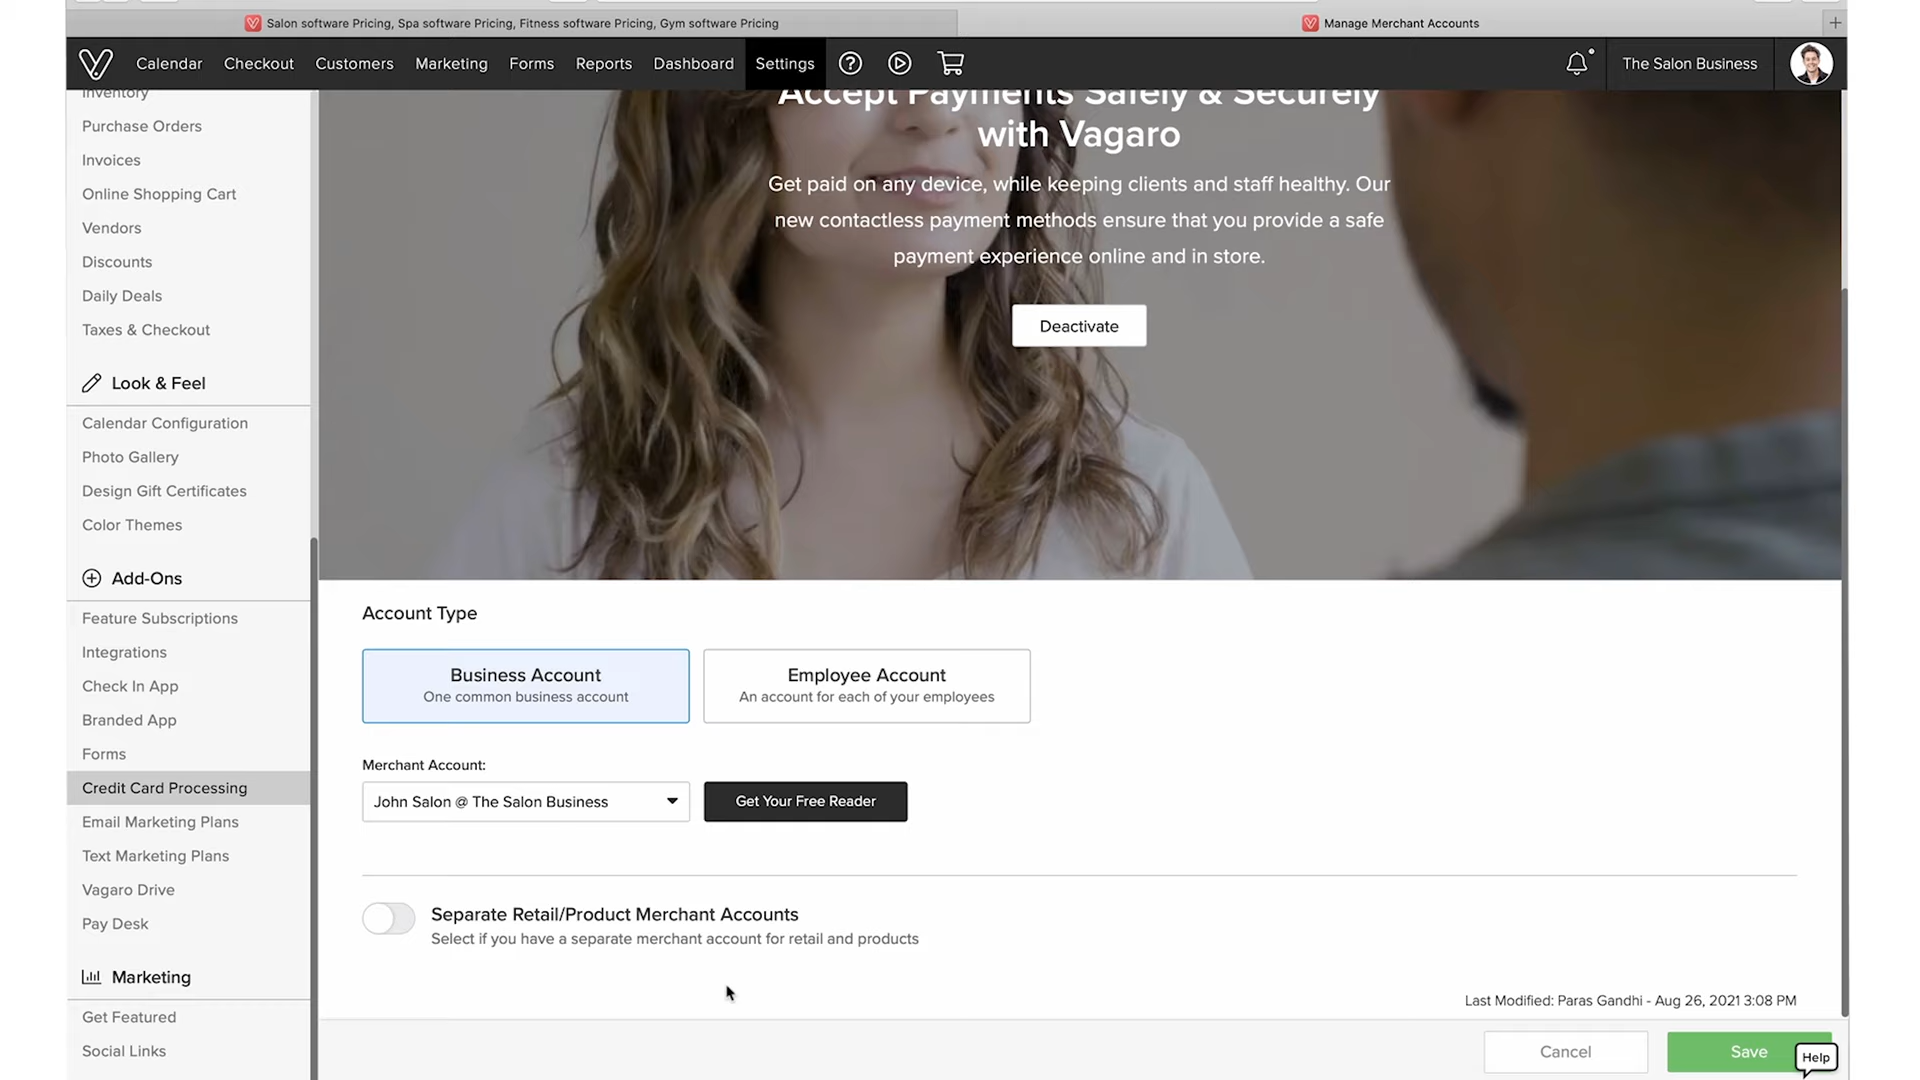 Salon software Pricing, Spa software Pricing, Fitness software Pricing, Gym software Pricing
Manage Merchant Accounts
Calendar
Checkout
Customers
Marketing
Forms
Reports
Dashboard
Settings
The Salon Business
Inventory
Purchase Orders
Invoices
Online Shopping Cart
Vendors
Discounts
Daily Deals
Taxes & Checkout
Look & Feel
Calendar Configuration
Photo Gallery
Design Gift Certificates
Color Themes
Add-Ons
Feature Subscriptions
Integrations
Check In App
Branded App
Forms
Credit Card Processing
Email Marketing Plans
Text Marketing Plans
Vagaro Drive
Pay Desk
Marketing
Get Featured
Social Links
Accept Payments Safely & Securely
with Vagaro
Get paid on any device, while keeping clients and staff healthy. Our
new contactless payment methods ensure that you provide a safe
payment experience online and in store.
Deactivate
Account Type
Business Account
One common business account
Employee Account
An account for each of your employees
Merchant Account:
John Salon @ The Salon Business
Get Your Free Reader
Separate Retail/Product Merchant Accounts
Select if you have a separate merchant account for retail and products
Last Modified: Paras Gandhi - Aug 26, 2021 3:08 PM
Cancel
Save
Help